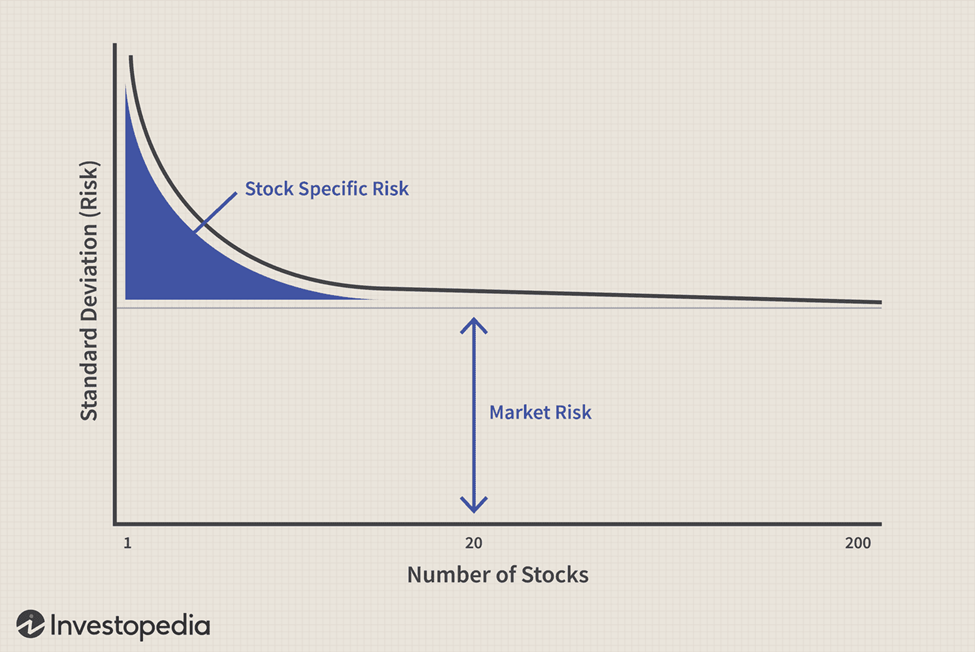 Stock Specific Risk
Standard Deviation (Risk)
Market Risk
1 20 200
Number of Stocks
Investopedia